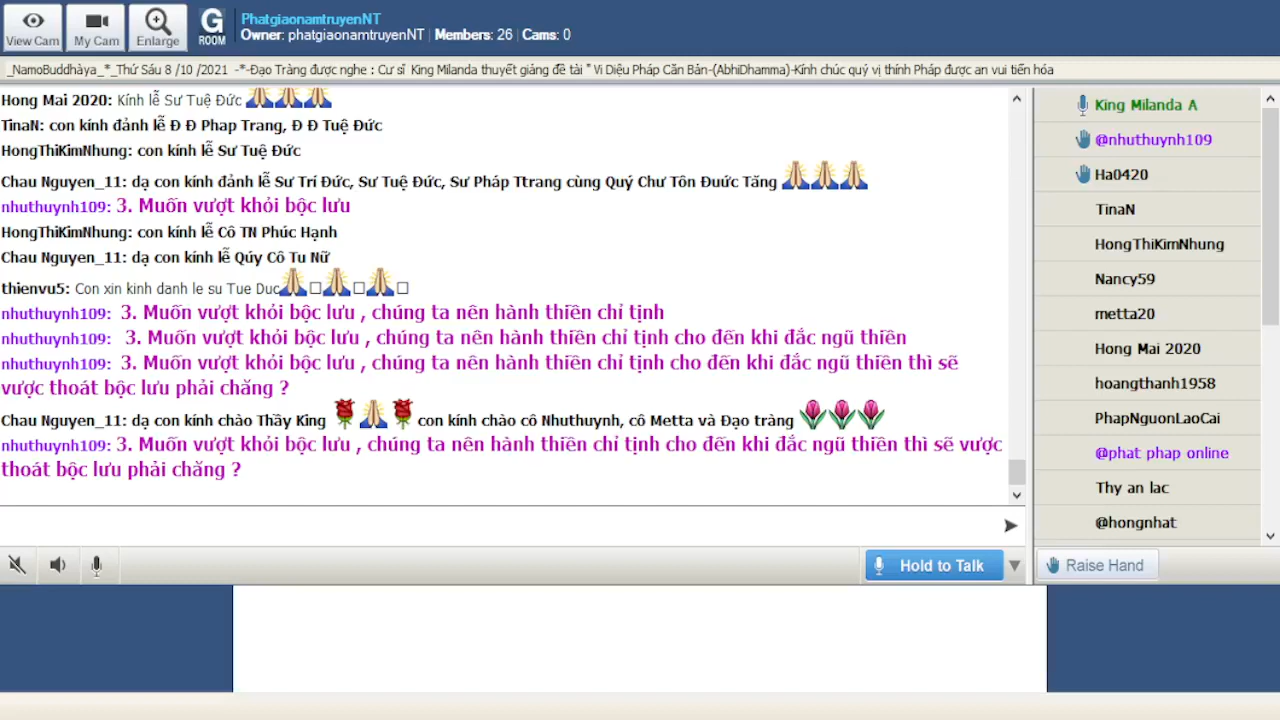 View Cam
My Cam
Enlarge
G
ROOM
PhatgiaonamtruyenNT
Owner: phatgiaonamtruyenNT | Members: 26 | Cams: 0
_NamoBuddhàya_*_Thứ Sáu 8 /10 /2021 -*-Đạo Tràng được nghe : Cư sĩ King Milanda thuyết giảng đề tài " Vi Diệu Pháp Căn Bản-(AbhiDhamma)-Kính chúc quý vị thính Pháp được an vui tiến hóa
Hong Mai 2020: Kính lễ Sư Tuệ Đức
TinaN: con kính đảnh lễ Đ Đ Phap Trang, Đ Đ Tuệ Đức
HongThiKimNhung: con kính lễ Sư Tuệ Đức
Chau Nguyen_11: dạ con kính đảnh lễ Sư Trí Đức, Sư Tuệ Đức, Sư Pháp Ttrang cùng Quý Chư Tôn Đuức Tăng
nhuthuynh109: 3. Muốn vượt khỏi bộc lưu
HongThiKimNhung: con kính lễ Cô TN Phúc Hạnh
Chau Nguyen_11: dạ con kính lễ Qúy Cô Tu Nữ
thienvu5: Con xin kinh danh le su Tue Duc
nhuthuynh109: 3. Muốn vượt khỏi bộc lưu , chúng ta nên hành thiền chỉ tịnh
nhuthuynh109: 3. Muốn vượt khỏi bộc lưu , chúng ta nên hành thiền chỉ tịnh cho đến khi đắc ngũ thiền
nhuthuynh109: 3. Muốn vượt khỏi bộc lưu , chúng ta nên hành thiền chỉ tịnh cho đến khi đắc ngũ thiền thì sẽ
vược thoát bộc lưu phải chăng ?
Chau Nguyen_11: dạ con kính chào Thầy King con kính chào cô Nhuthuynh, cô Metta và Đạo tràng
nhuthuynh109: 3. Muốn vượt khỏi bộc lưu , chúng ta nên hành thiền chỉ tịnh cho đến khi đắc ngũ thiền thì sẽ vược
thoát bộc lưu phải chăng ?
King Milanda A
@nhuthuynh109
Ha0420
TinaN
HongThiKimNhung
Nancy59
metta20
Hong Mai 2020
hoangthanh1958
PhapNguonLaoCai
@phat phap online
Thy an lac
@hongnhat
Hold to Talk
Raise Hand